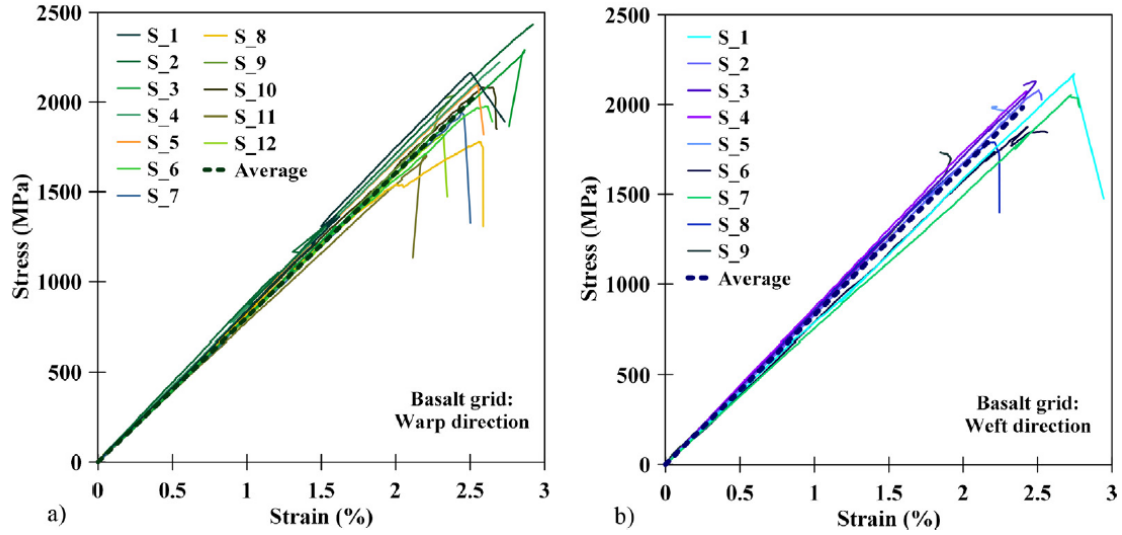 2500
2000
1500
1000
500
0
0
0.5
1
1.5
2
2.5
3
Stress (MPa)
Strain (%)
S_1
S_2
S_3
S_4
S_5
S_6
S_7
S_8
S_9
S_10
S_11
S_12
Average
Basalt grid:
Warp direction
a)
2500
2000
1500
1000
500
0
0
0.5
1
1.5
2
2.5
3
Stress (MPa)
Strain (%)
S_1
S_2
S_3
S_4
S_5
S_6
S_7
S_8
S_9
Average
Basalt grid:
Weft direction
b)